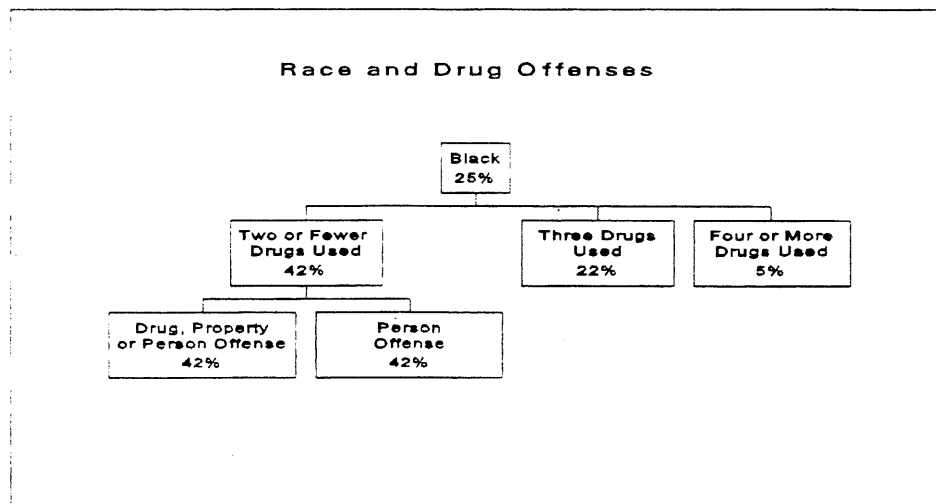 Race and Drug Offenses
Black
25%
Two or Fewer
Drugs Used
42%
Three Drugs
Used
22%
Four or More
Drugs Used
5%
Drug, Property
or Person Offense
42%
Person
Offense
42%